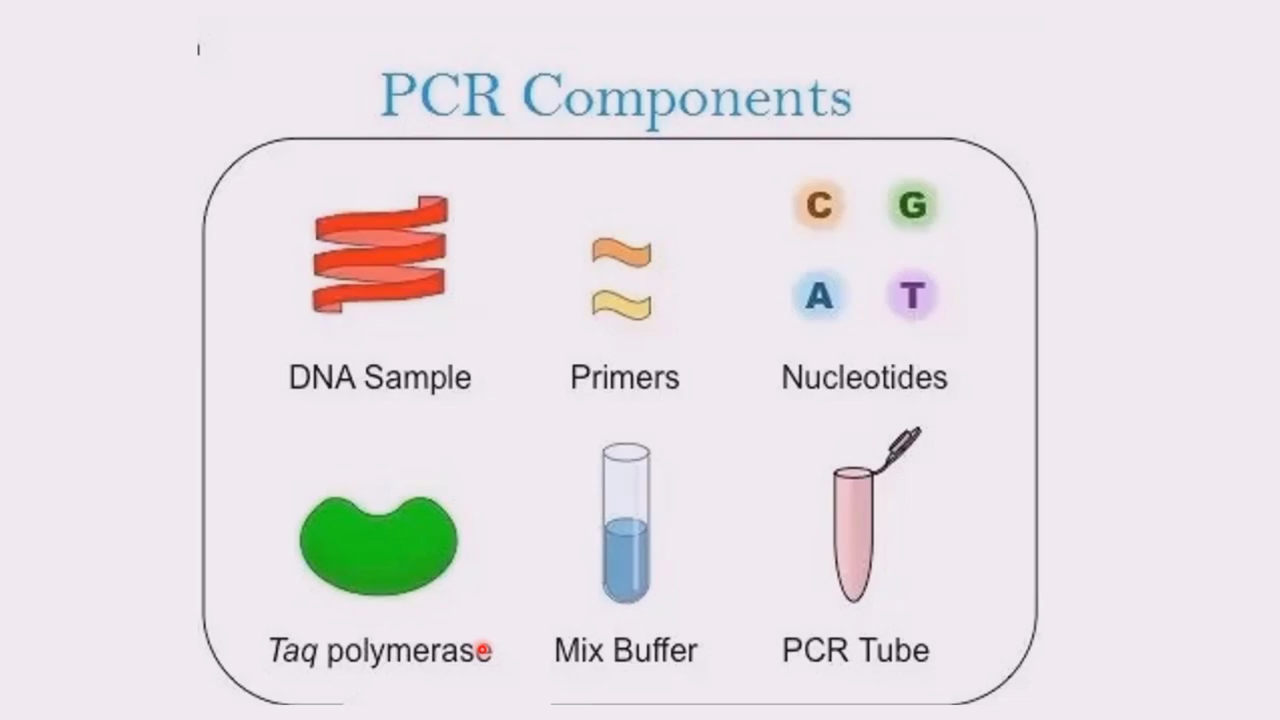 PCR Components
C G
A T
DNA Sample Primers Nucleotides
Taq polymerase Mix Buffer PCR Tube